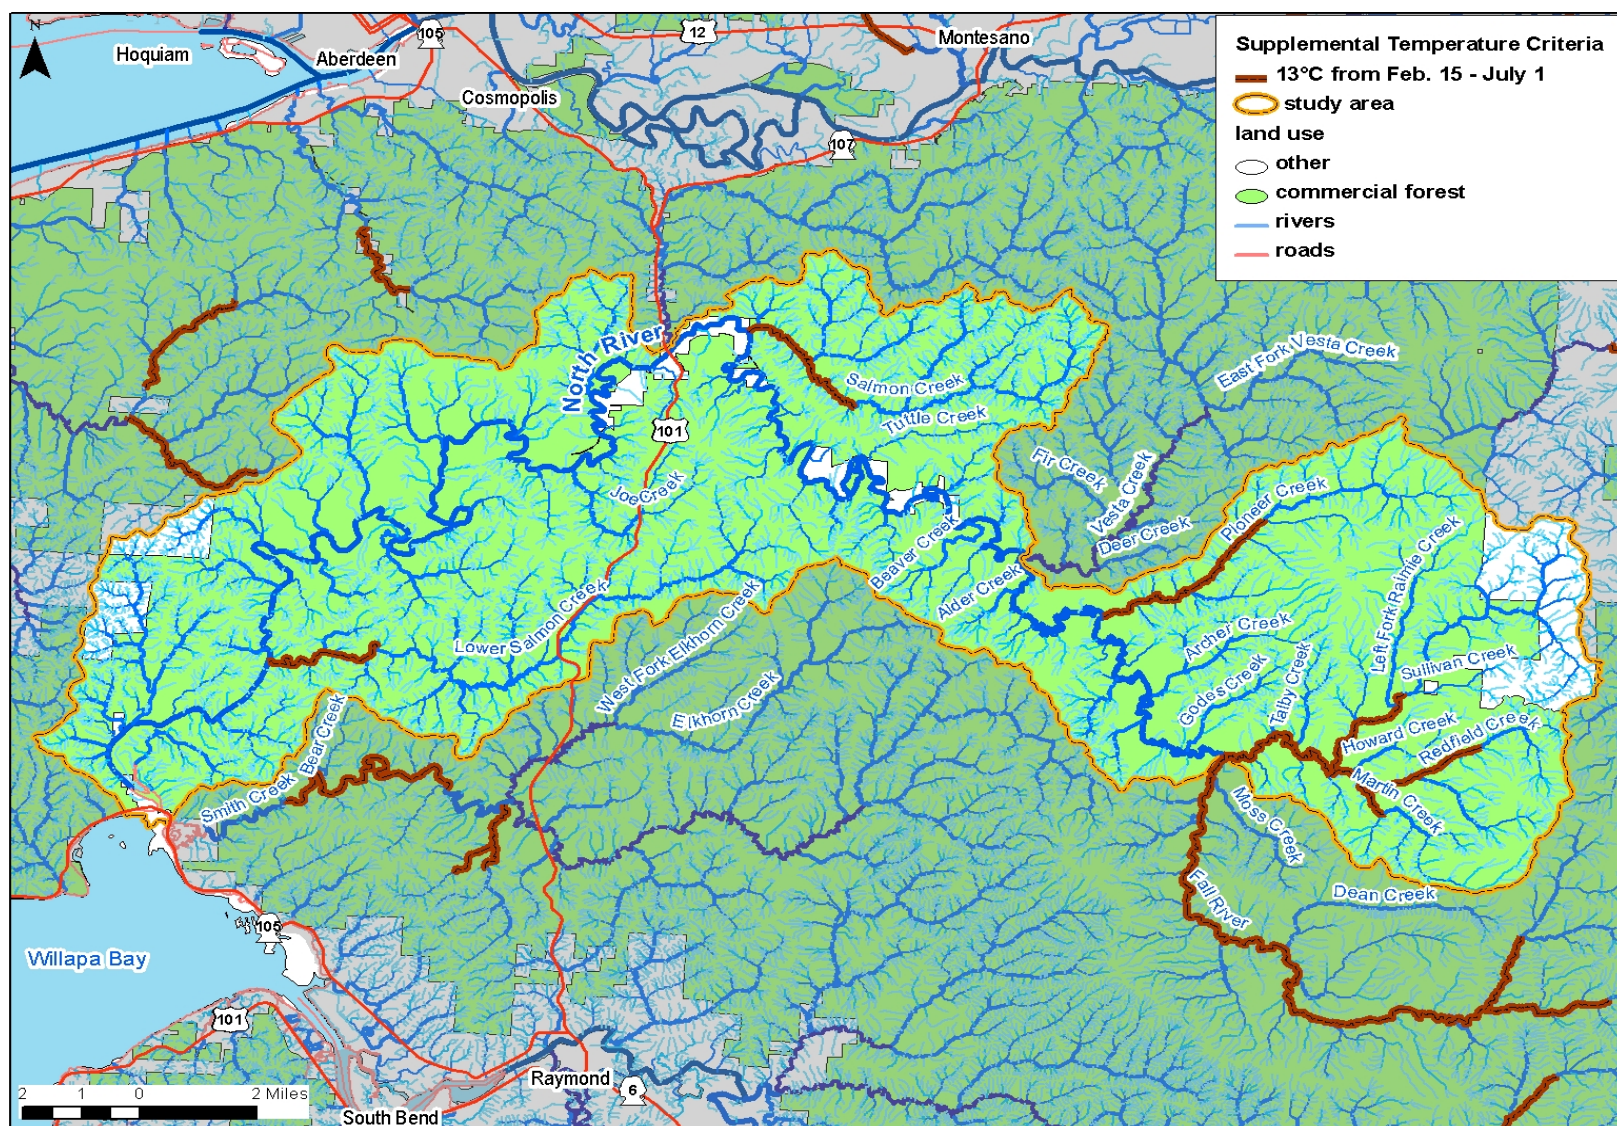 N
Hoquiam
Aberdeen
105
12
Montesano
Cosmopolis
107
Supplemental Temperature Criteria
13°C from Feb. 15 - July 1
study area
land use
other
commercial forest
rivers
roads
North River
Salmon Creek
Tuttle Creek
East Fork Vesta Creek
101
Joe Creek
Fir Creek
Vesta Creek
Deer Creek
Pioneer Creek
Beaver Creek
Alder Creek
Left Fork Raimie Creek
Lower Salmon Creek
West Fork Elkhorn Creek
Elkhorn Creek
Archer Creek
Godes Creek
Talby Creek
Sullivan Creek
Howard Creek
Redfield Creek
Martin Creek
Moss Creek
Bear Creek
Smith Creek
Fall River
Dean Creek
105
Willapa Bay
101
Raymond
6
South Bend
2 1 0 2 Miles